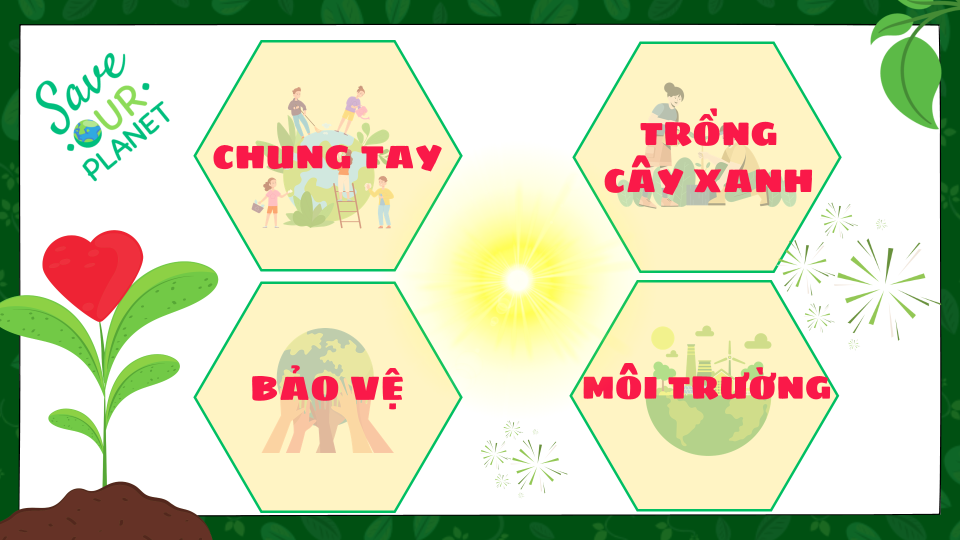 Save
OUR
PLANET
CHUNG TAY
TRỒNG
CÂY XANH
BẢO VỆ
MÔI TRƯỜNG